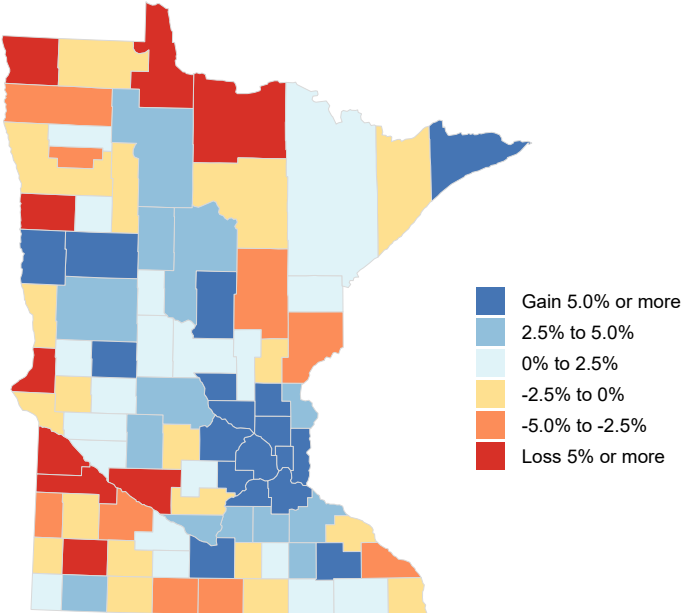 Gain 5.0% or more
2.5% to 5.0%
0% to 2.5%
-2.5% to 0%
-5.0% to -2.5%
Loss 5% or more